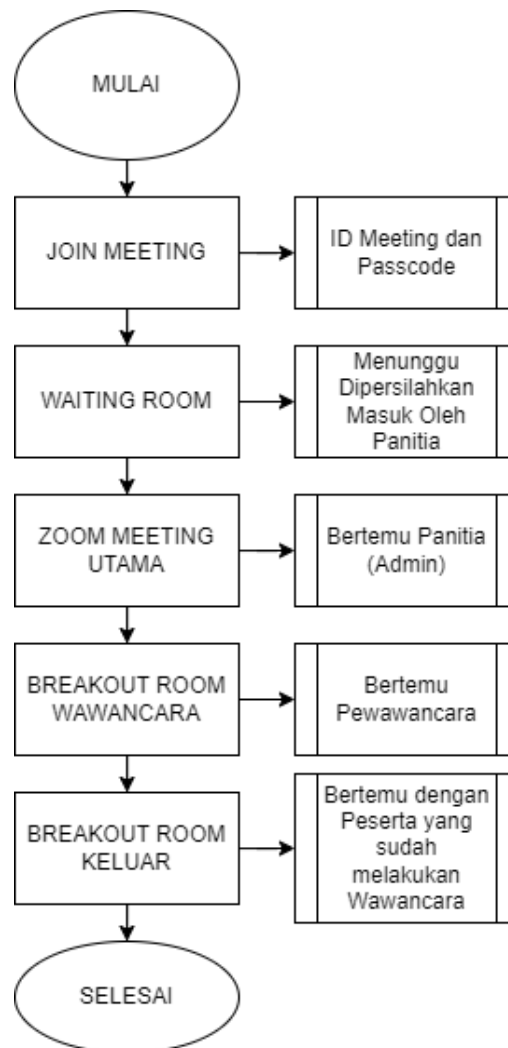 MULAI
JOIN MEETING
ID Meeting dan
Passcode
WAITING ROOM
Menunggu
Dipersilahkan
Masuk Oleh
Panitia
ZOOM MEETING
UTAMA
Bertemu Panitia
(Admin)
BREAKOUT ROOM
WAWANCARA
Bertemu
Pewawancara
BREAKOUT ROOM
KELUAR
Bertemu dengan
Peserta yang
sudah
melakukan
Wawancara
SELESAI